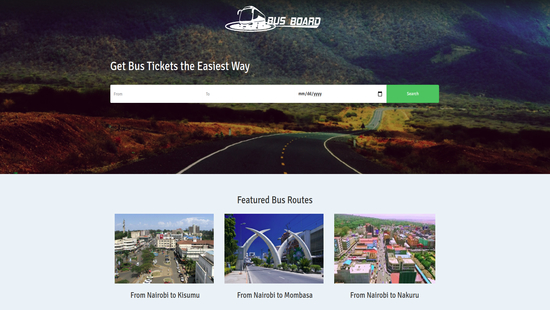 BUS BOARD
Get Bus Tickets the Easiest Way
From To mm/dd/yyyy Search
Featured Bus Routes
From Nairobi to Kisumu From Nairobi to Mombasa From Nairobi to Nakuru